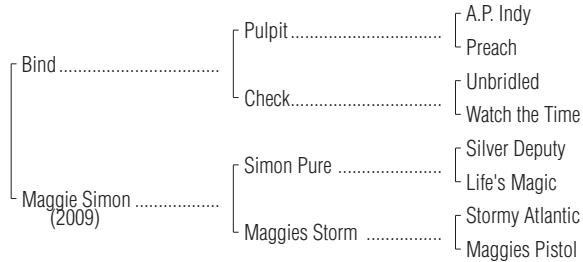 A.P. Indy
Pulpit
Preach
Bind
Unbridled
Check
Watch the Time
Silver Deputy
Simon Pure
Life's Magic
Maggie Simon
(2009)
Stormy Atlantic
Maggies Storm
Maggies Pistol